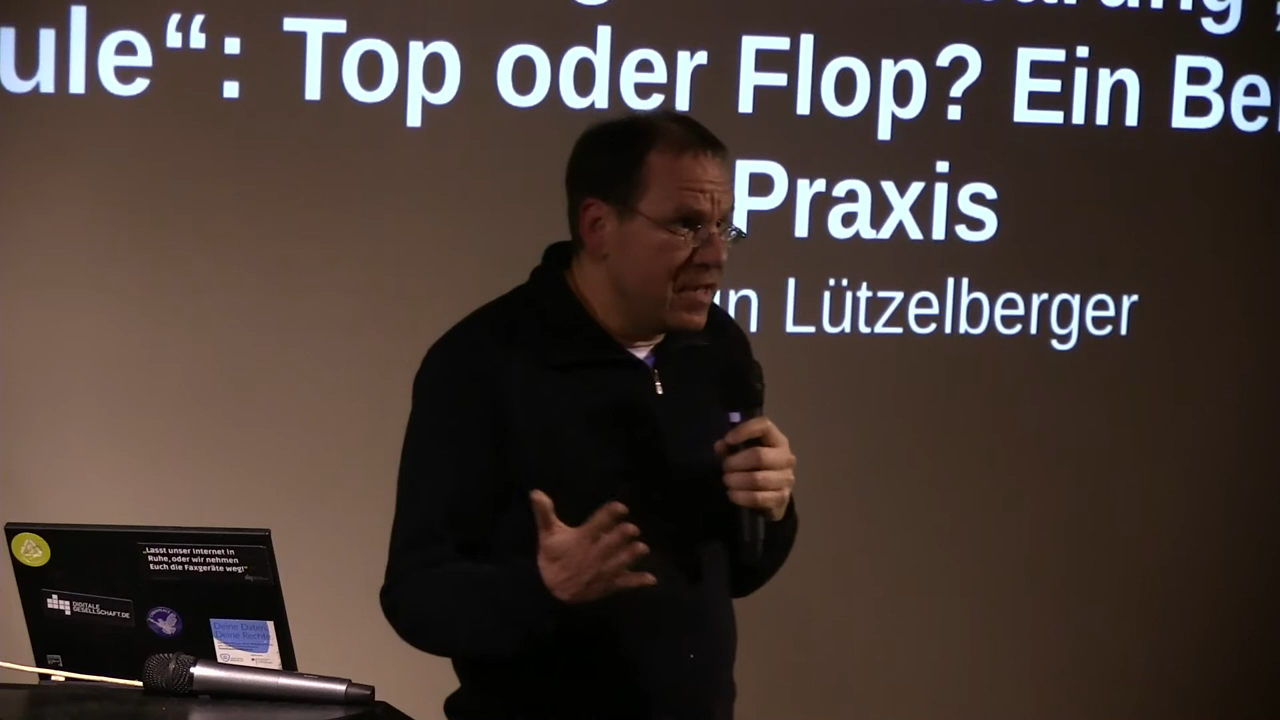 ule“: Top oder Flop? Ein Be
Praxis
n Lützelberger
„Lasst unser Internet in
Ruhe, oder wir nehmen
Euch die Faxgeräte weg!“
DIGITALE
GESELLSCHAFT.DE
Deine Daten
Deine Rechte